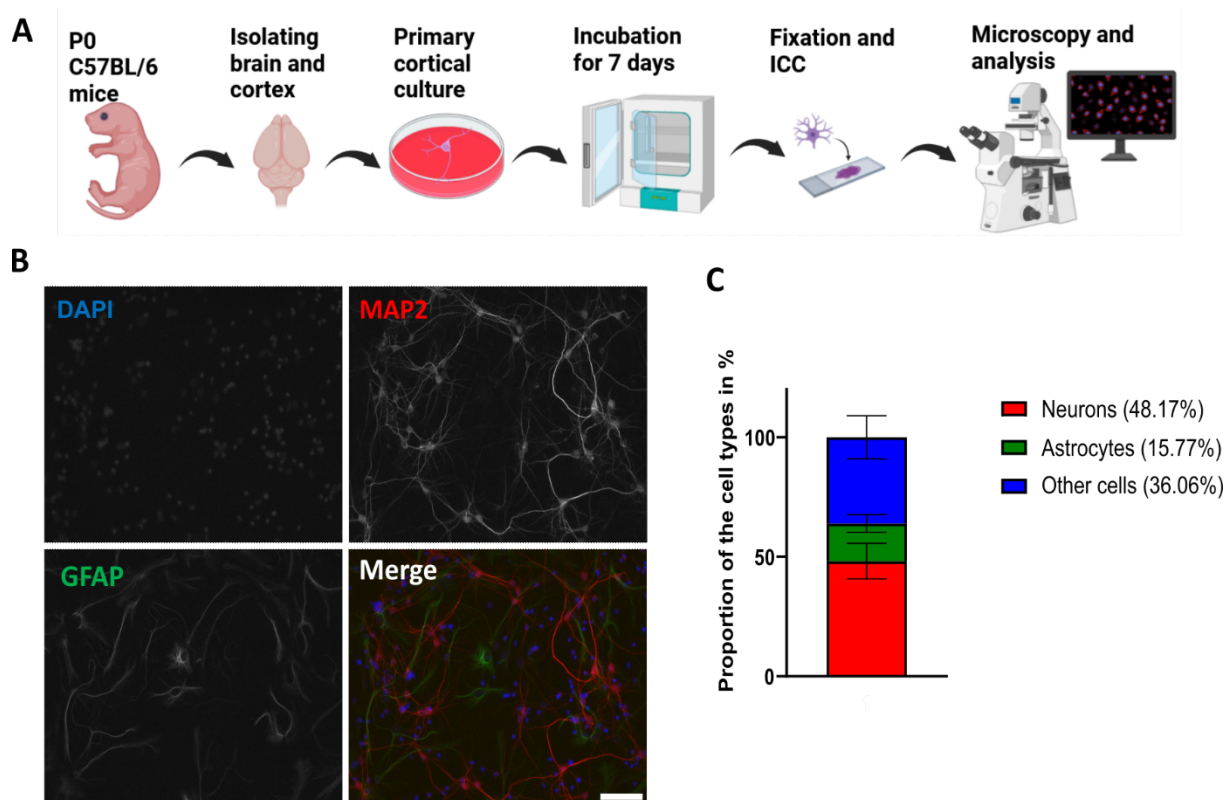 A
P0
C57BL/6
mice
Isolating
brain and
cortex
Primary
cortical
culture
Incubation
for 7 days
Fixation and
ICC
Microscopy and
analysis
B
DAPI
MAP2
GFAP
Merge
C
Proportion of the cell types in %
100
50
0
Neurons (48.17%)
Astrocytes (15.77%)
Other cells (36.06%)